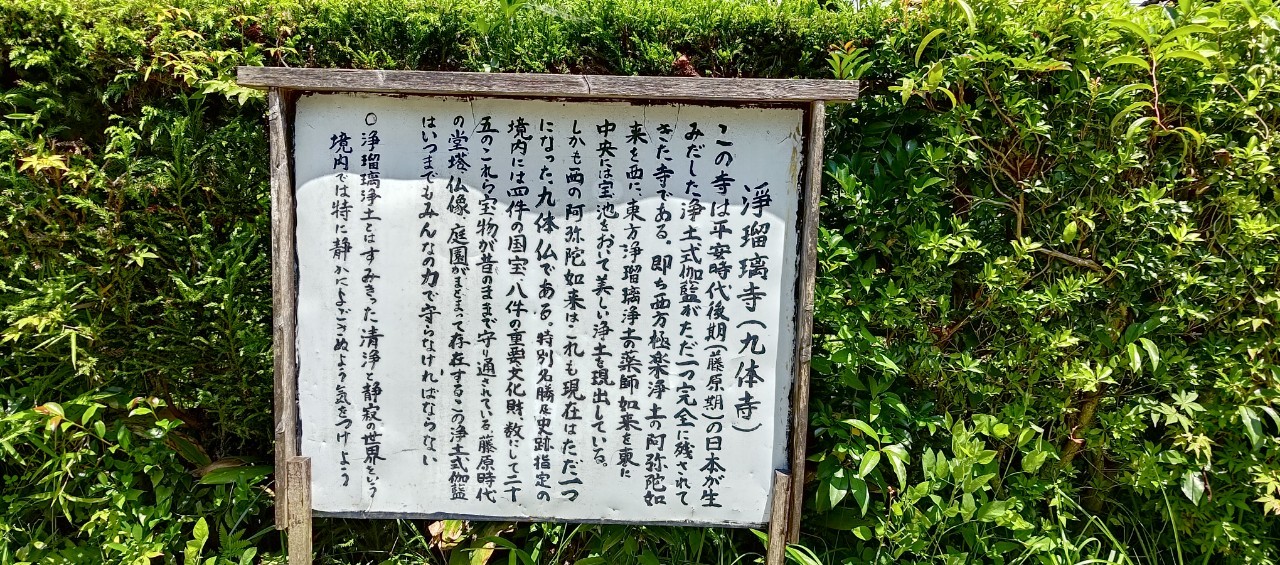 浄瑠璃寺(九体寺)
この寺は平安時代後期(藤原期)の日本が生
みだした浄土式伽藍がただ一つ完全に残されて
きた寺である。即ち西方極楽浄土の阿弥陀如
来を西に、東方浄瑠璃浄土の薬師如来を東に
中央には宝池をおいて美しい浄土を現出している。
しかも西の阿弥陀如来はこれも現在はただ一つ
になった九体仏である。特別名勝及史跡指定の
境内には四件の国宝、八件の重要文化財、数にして二十
五のこれら宝物が昔のままで守り通されている藤原時代
の堂塔、仏像、庭園がまとまって存在するこの浄土式伽藍
はいつまでもみんなの力で守らなければならない
○浄瑠璃浄土とはすみきった清浄と静寂の世界をいう
境内では特に静かによごさぬよう気をつけよう